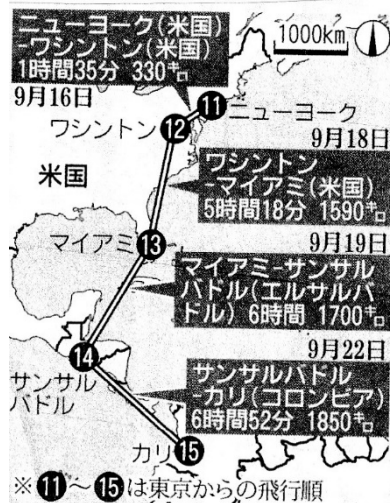 ニューヨーク(米国)
-ワシントン(米国)
1時間35分 330㌔
9月16日
1000km
⓫
ニューヨーク
⓬
ワシントン
9月18日
ワシントン
-マイアミ(米国)
5時間18分 1590㌔
米国
マイアミ
⓭
9月19日
マイアミ-サンサル
バドル(エルサルバ
ドル) 6時間 1700㌔
⓮
サンサル
バドル
9月22日
サンサルバドル
-カリ(コロンビア)
6時間52分 1850㌔
カリ
⓯
※⓫~⓯は東京からの飛行順